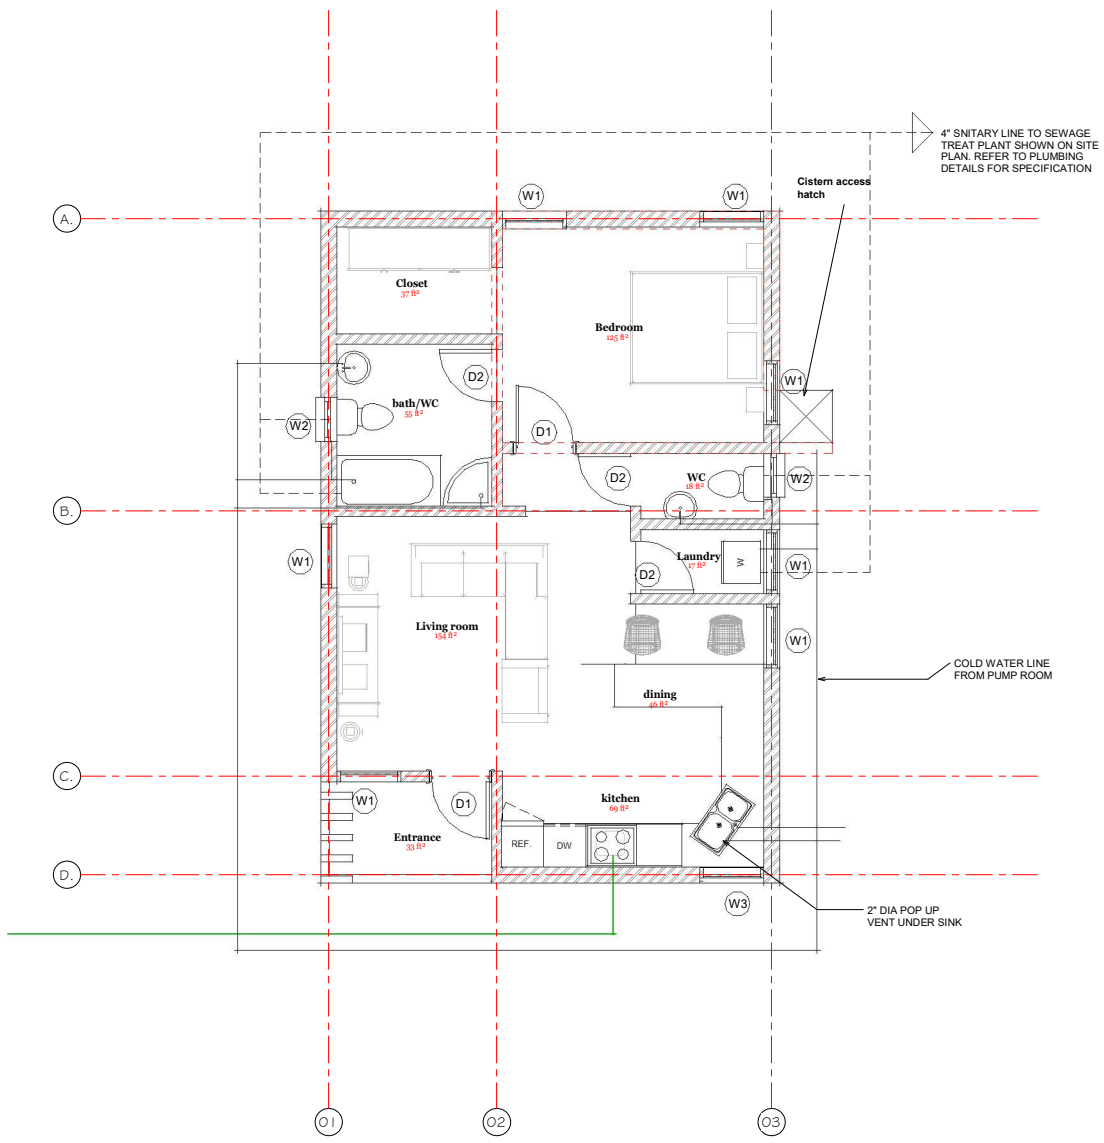 4" SNITARY LINE TO SEWAGE
TREAT PLANT SHOWN ON SITE
PLAN. REFER TO PLUMBING
DETAILS FOR SPECIFICATION
Cistern access
hatch
W1
W1
A.
Closet
37 ft²
Bedroom
125 ft²
D2
W1
bath/WC
55 ft²
W2
D1
D2
WC
18 ft²
W2
B.
W1
Laundry
17 ft²
W
W1
D2
Living room
154 ft²
W1
COLD WATER LINE
FROM PUMP ROOM
dining
46 ft²
C.
W1
D1
kitchen
69 ft²
Entrance
33 ft²
REF.
DW
D.
W3
2" DIA POP UP
VENT UNDER SINK
01
02
03